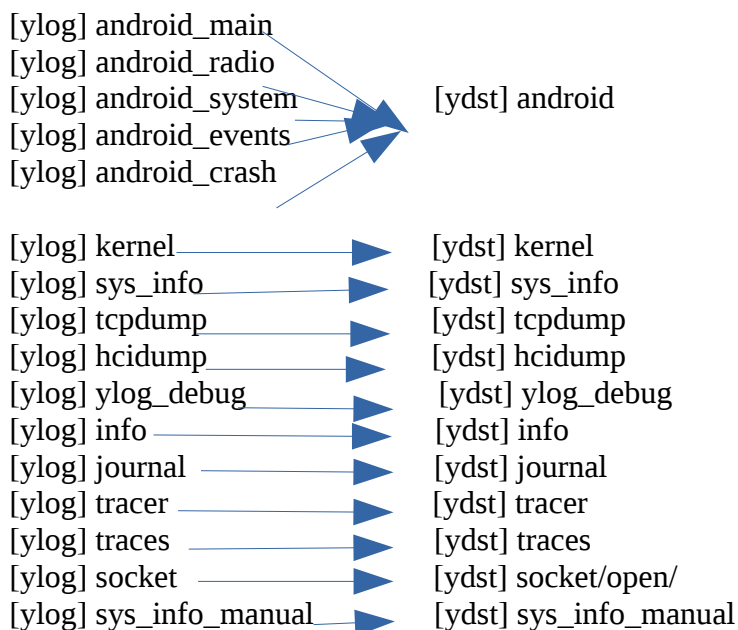 [ylog] android_main
[ylog] android_radio
[ylog] android_system [ydst] android
[ylog] android_events
[ylog] android_crash
[ylog] kernel [ydst] kernel
[ylog] sys_info [ydst] sys_info
[ylog] tcpdump [ydst] tcpdump
[ylog] hcidump [ydst] hcidump
[ylog] ylog_debug [ydst] ylog_debug
[ylog] info [ydst] info
[ylog] journal [ydst] journal
[ylog] tracer [ydst] tracer
[ylog] traces [ydst] traces
[ylog] socket [ydst] socket/open/
[ylog] sys_info_manual [ydst] sys_info_manual